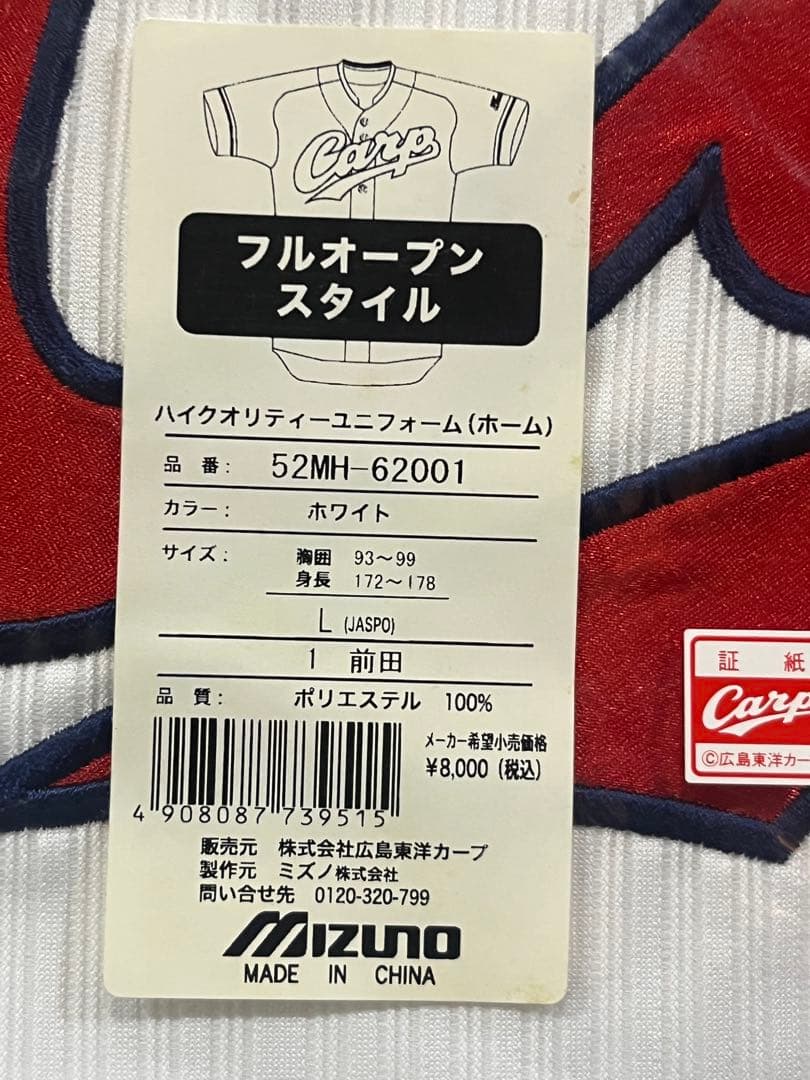 Carp
フルオープン
スタイル
ハイクオリティーユニフォーム(ホーム)
品番: 52MH-62001
カラー: ホワイト
サイズ: 胸囲 93〜99
身長 172〜178
L (JASPO)
1 前田
品質: ポリエステル 100%
メーカー希望小売価格
¥8,000(税込)
4 908087 739515
販売元 株式会社広島東洋カープ
製作元 ミズノ株式会社
問い合せ先 0120-320-799
MIZUNO
MADE IN CHINA
証紙
Carp
©広島東洋カー